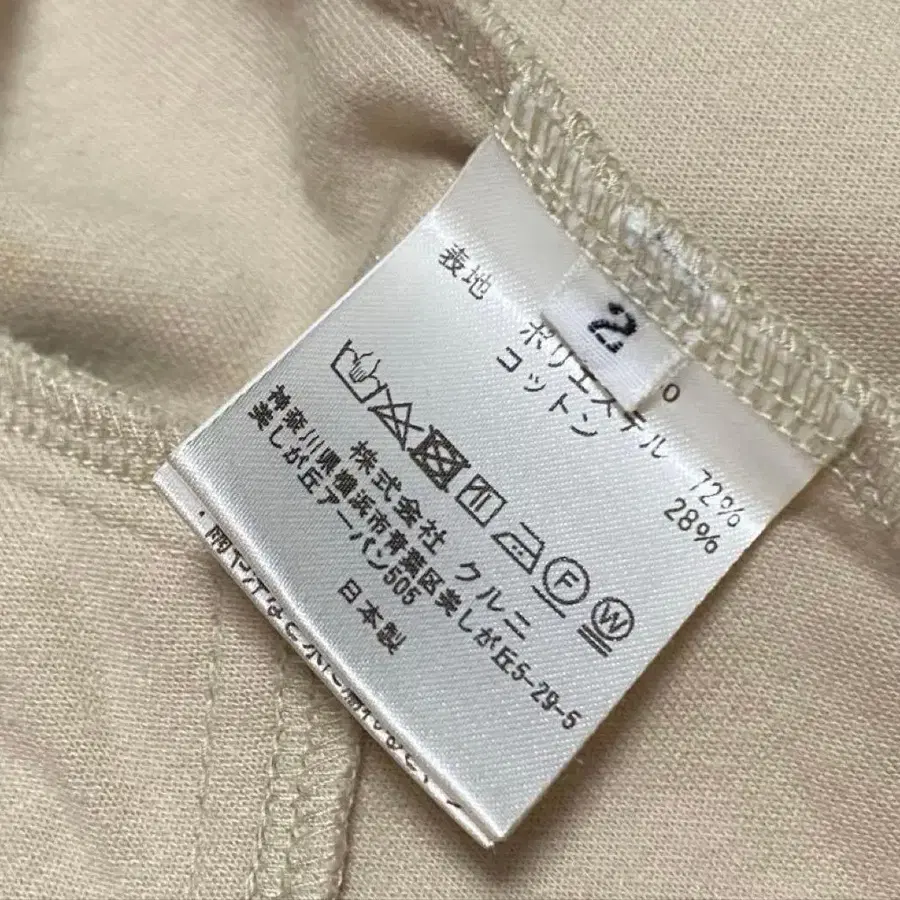 2
0
表地
ポリエステル 72%
コットン 28%
株式会社 クルニ
神奈川県横浜市青葉区美しが丘5-29-5
美しが丘アーバン505
日本製